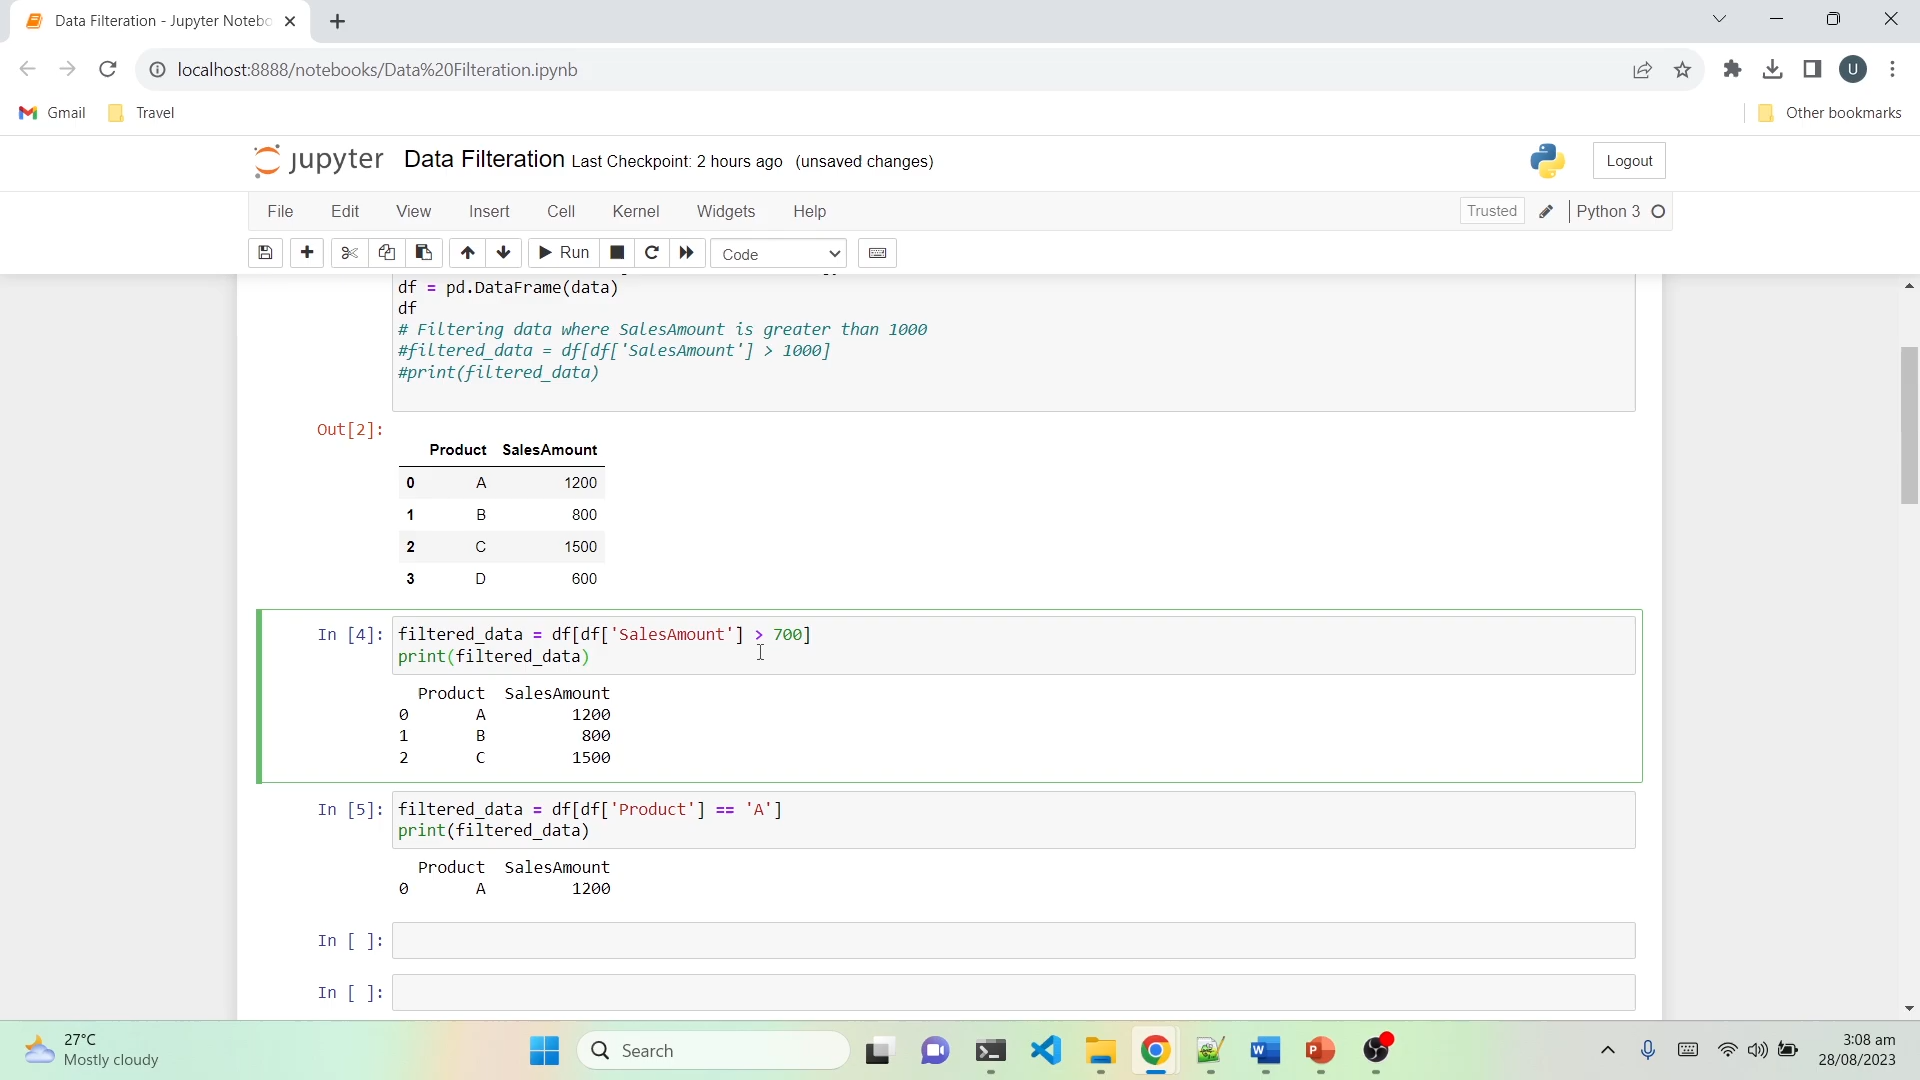 Data Filteration - Jupyter Notebo
localhost:8888/notebooks/Data%20Filteration.ipynb
U
Gmail
Travel
Other bookmarks
jupyter
Data Filteration Last Checkpoint: 2 hours ago (unsaved changes)
Logout
File Edit View Insert Cell Kernel Widgets Help
Trusted
Python 3
Run
Code
df = pd.DataFrame(data)
df
# Filtering data where SalesAmount is greater than 1000
#filtered_data = df[df['SalesAmount'] > 1000]
#print(filtered_data)
Out[2]:
Product SalesAmount
0 A 1200
1 B 800
2 C 1500
3 D 600
In [4]: filtered_data = df[df['SalesAmount'] > 700]
print(filtered_data)
Product SalesAmount
0 A 1200
1 B 800
2 C 1500
In [5]: filtered_data = df[df['Product'] == 'A']
print(filtered_data)
Product SalesAmount
0 A 1200
In [ ]:
In [ ]:
27°C
Mostly cloudy
Search
W
P
3:08 am
28/08/2023